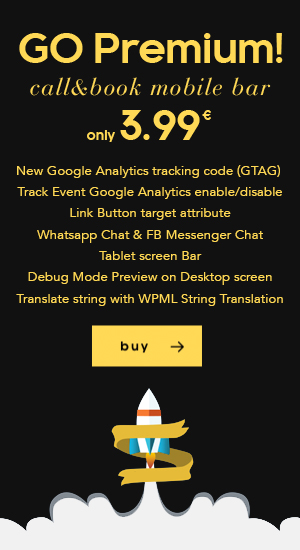 GO Premium!
call&book mobile bar
only 3.99€
New Google Analytics tracking code (GTAG)
Track Event Google Analytics enable/disable
Link Button target attribute
Whatsapp Chat & FB Messenger Chat
Tablet screen Bar
Debug Mode Preview on Desktop screen
Translate string with WPML String Translation
buy →